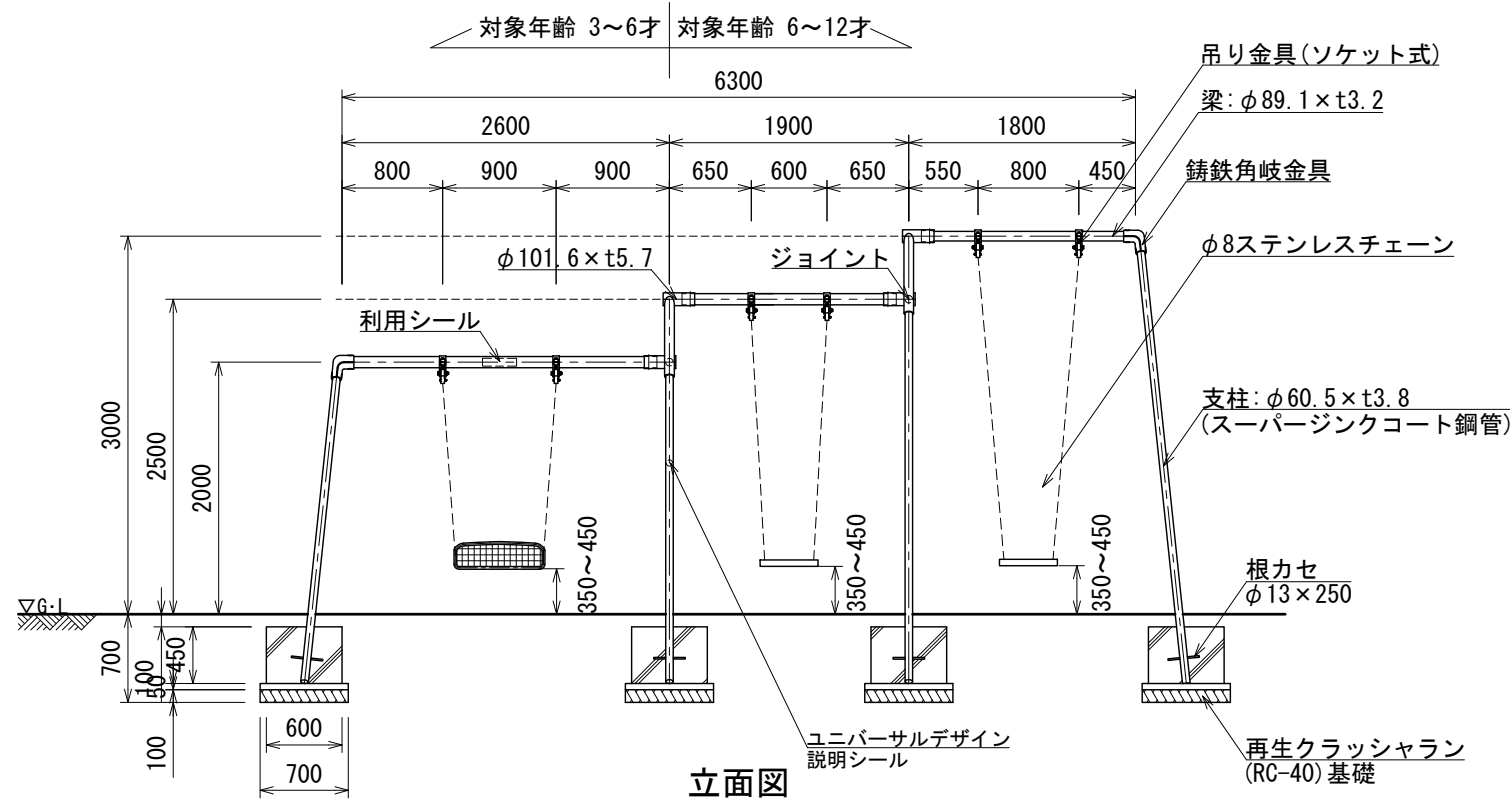 対象年齢 3～6才
対象年齢 6～12才
6300
2600
1900
1800
800
900
900
650
600
650
550
800
450
吊り金具(ソケット式)
梁:φ89.1×t3.2
鋳鉄角岐金具
φ8ステンレスチェーン
φ101.6×t5.7
ジョイント
利用シール
支柱:φ60.5×t3.8
(スーパージンクコート鋼管)
3000
2500
2000
350～450
350～450
350～450
根カセ
φ13×250
▽G・L
700
100
50
450
100
600
700
ユニバーサルデザイン
説明シール
再生クラッシャラン
(RC-40)基礎
立面図